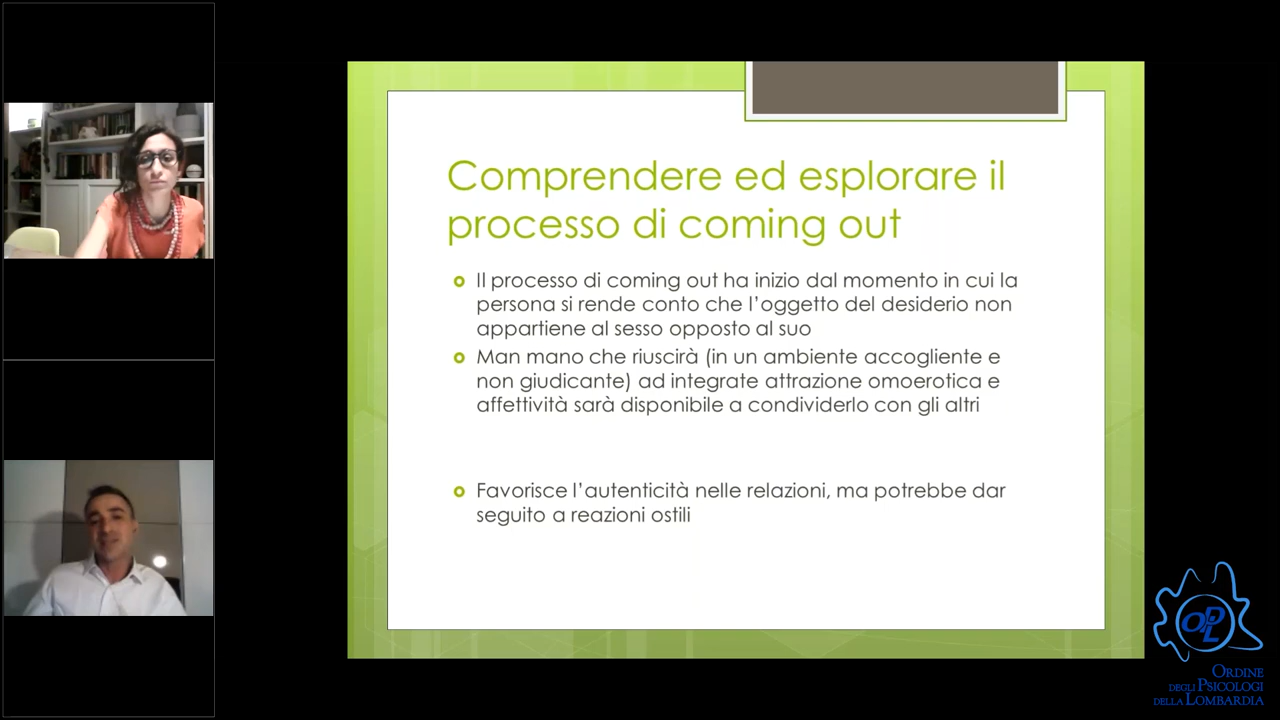 Comprendere ed esplorare il
processo di coming out
Il processo di coming out ha inizio dal momento in cui la
persona si rende conto che l'oggetto del desiderio non
appartiene al sesso opposto al suo
Man mano che riuscirà (in un ambiente accogliente e
non giudicante) ad integrate attrazione omoerotica e
affettività sarà disponibile a condividerlo con gli altri
Favorisce l'autenticità nelle relazioni, ma potrebbe dar
seguito a reazioni ostili
OPL
ORDINE
DEGLI PSICOLOGI
DELLA LOMBARDIA